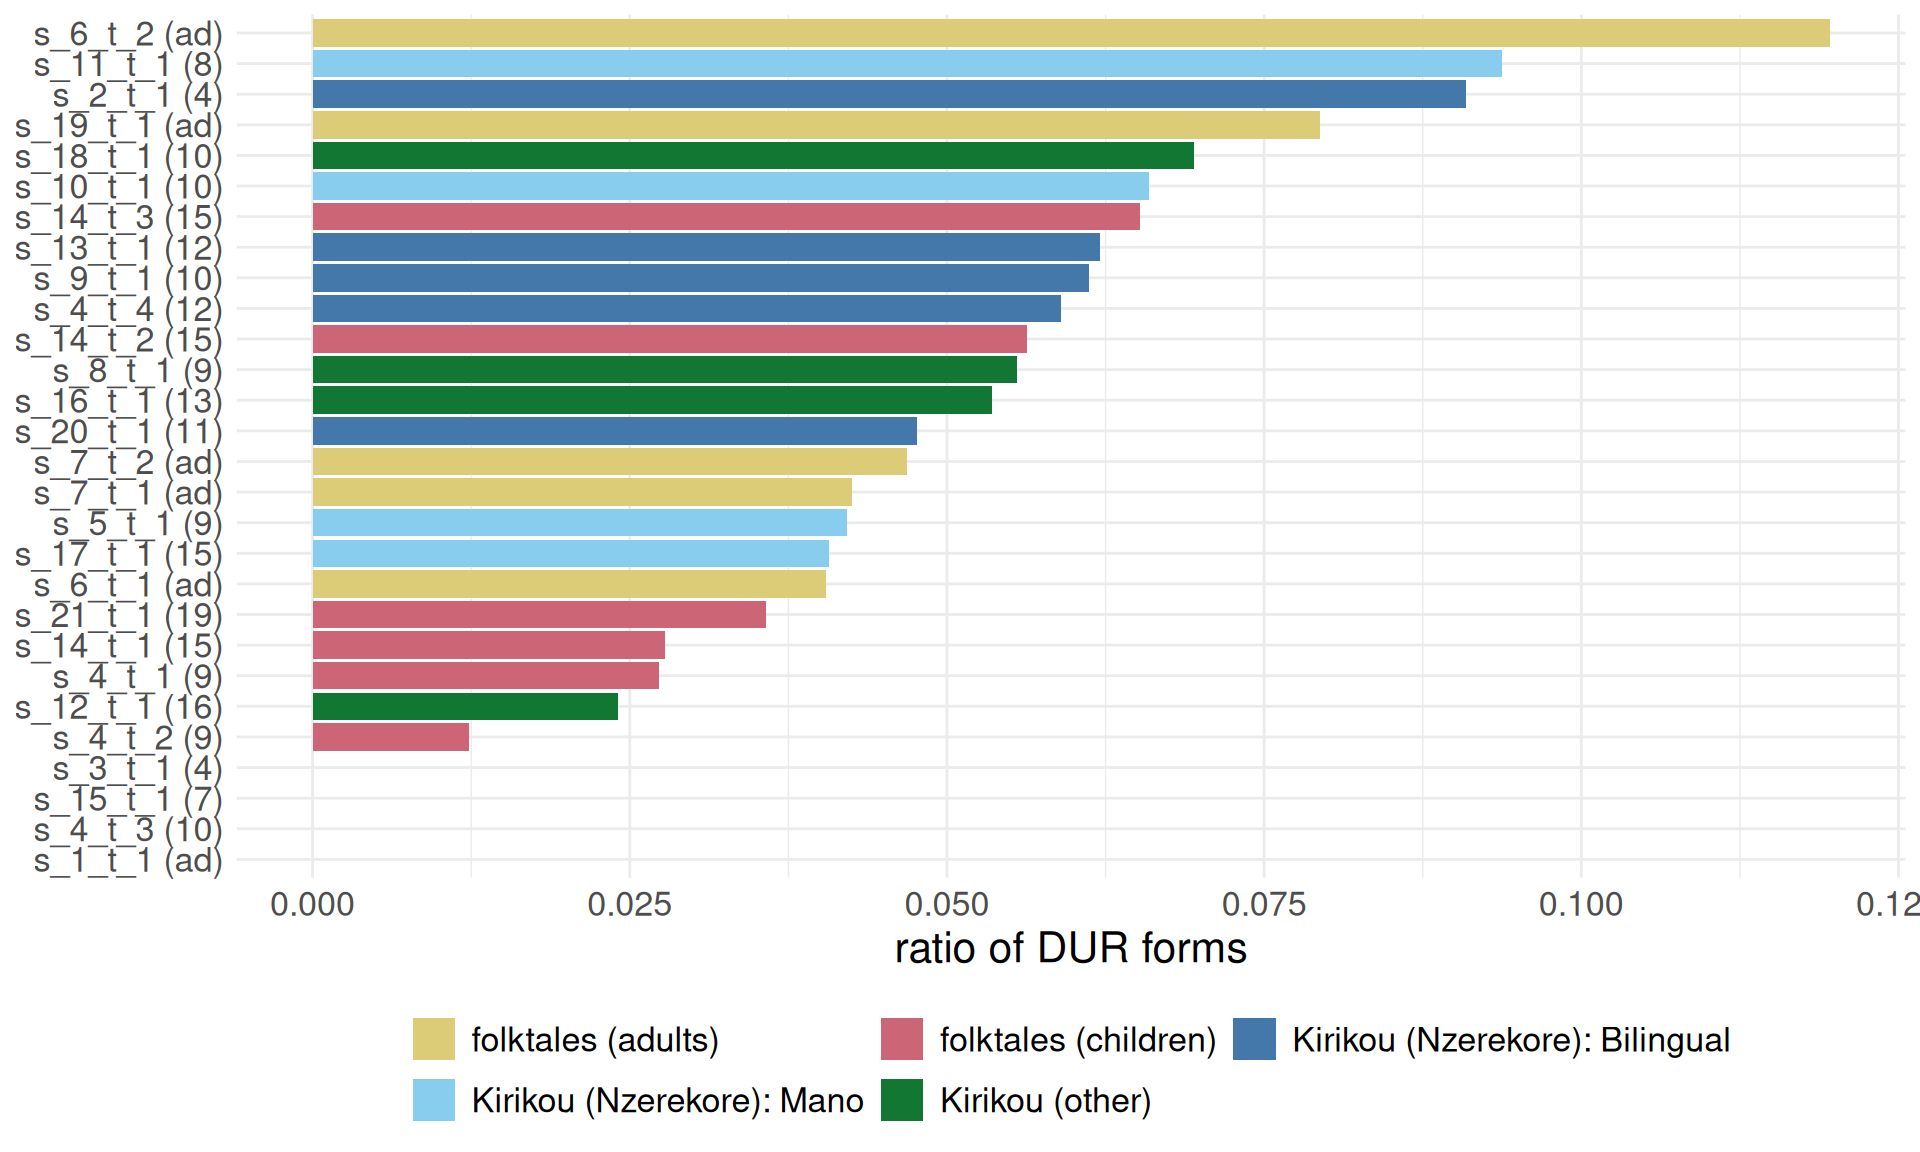 s_6_t_2 (ad)
s_11_t_1 (8)
s_2_t_1 (4)
s_19_t_1 (ad)
s_18_t_1 (10)
s_10_t_1 (10)
s_14_t_3 (15)
s_13_t_1 (12)
s_9_t_1 (10)
s_4_t_4 (12)
s_14_t_2 (15)
s_8_t_1 (9)
s_16_t_1 (13)
s_20_t_1 (11)
s_7_t_2 (ad)
s_7_t_1 (ad)
s_5_t_1 (9)
s_17_t_1 (15)
s_6_t_1 (ad)
s_21_t_1 (19)
s_14_t_1 (15)
s_4_t_1 (9)
s_12_t_1 (16)
s_4_t_2 (9)
s_3_t_1 (4)
s_15_t_1 (7)
s_4_t_3 (10)
s_1_t_1 (ad)
0.000 0.025 0.050 0.075 0.100 0.12
ratio of DUR forms
folktales (adults) folktales (children) Kirikou (Nzerekore): Bilingual
Kirikou (Nzerekore): Mano Kirikou (other)